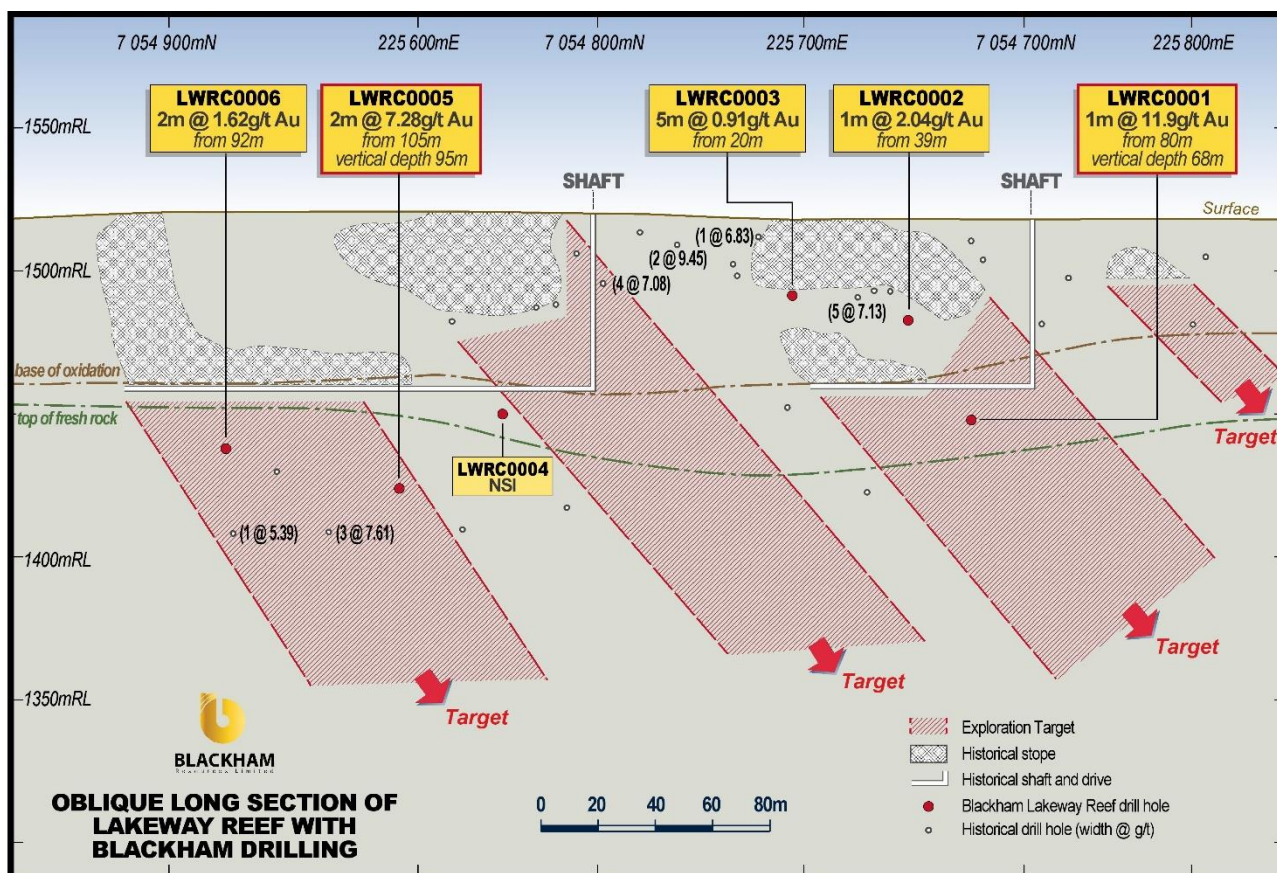 7 054 900mN
225 600mE
7 054 800mN
225 700mE
7 054 700mN
225 800mE
LWRC0006
2m @ 1.62g/t Au
from 92m
LWRC0005
2m @ 7.28g/t Au
from 105m
vertical depth 95m
LWRC0003
5m @ 0.91g/t Au
from 20m
LWRC0002
1m @ 2.04g/t Au
from 39m
LWRC0001
1m @ 11.9g/t Au
from 80m
vertical depth 68m
1550mRL
SHAFT
SHAFT
Surface
(1 @ 6.83)
(2 @ 9.45)
1500mRL
(4 @ 7.08)
(5 @ 7.13)
base of oxidation
top of fresh rock
Target
LWRC0004
NSI
(1 @ 5.39)
(3 @ 7.61)
1400mRL
Target
Target
1350mRL
Target
BLACKHAM
Resources Limited
OBLIQUE LONG SECTION OF
LAKEWAY REEF WITH
BLACKHAM DRILLING
0 20 40 60 80m
Exploration Target
Historical stope
Historical shaft and drive
Blackham Lakeway Reef drill hole
Historical drill hole (width @ g/t)